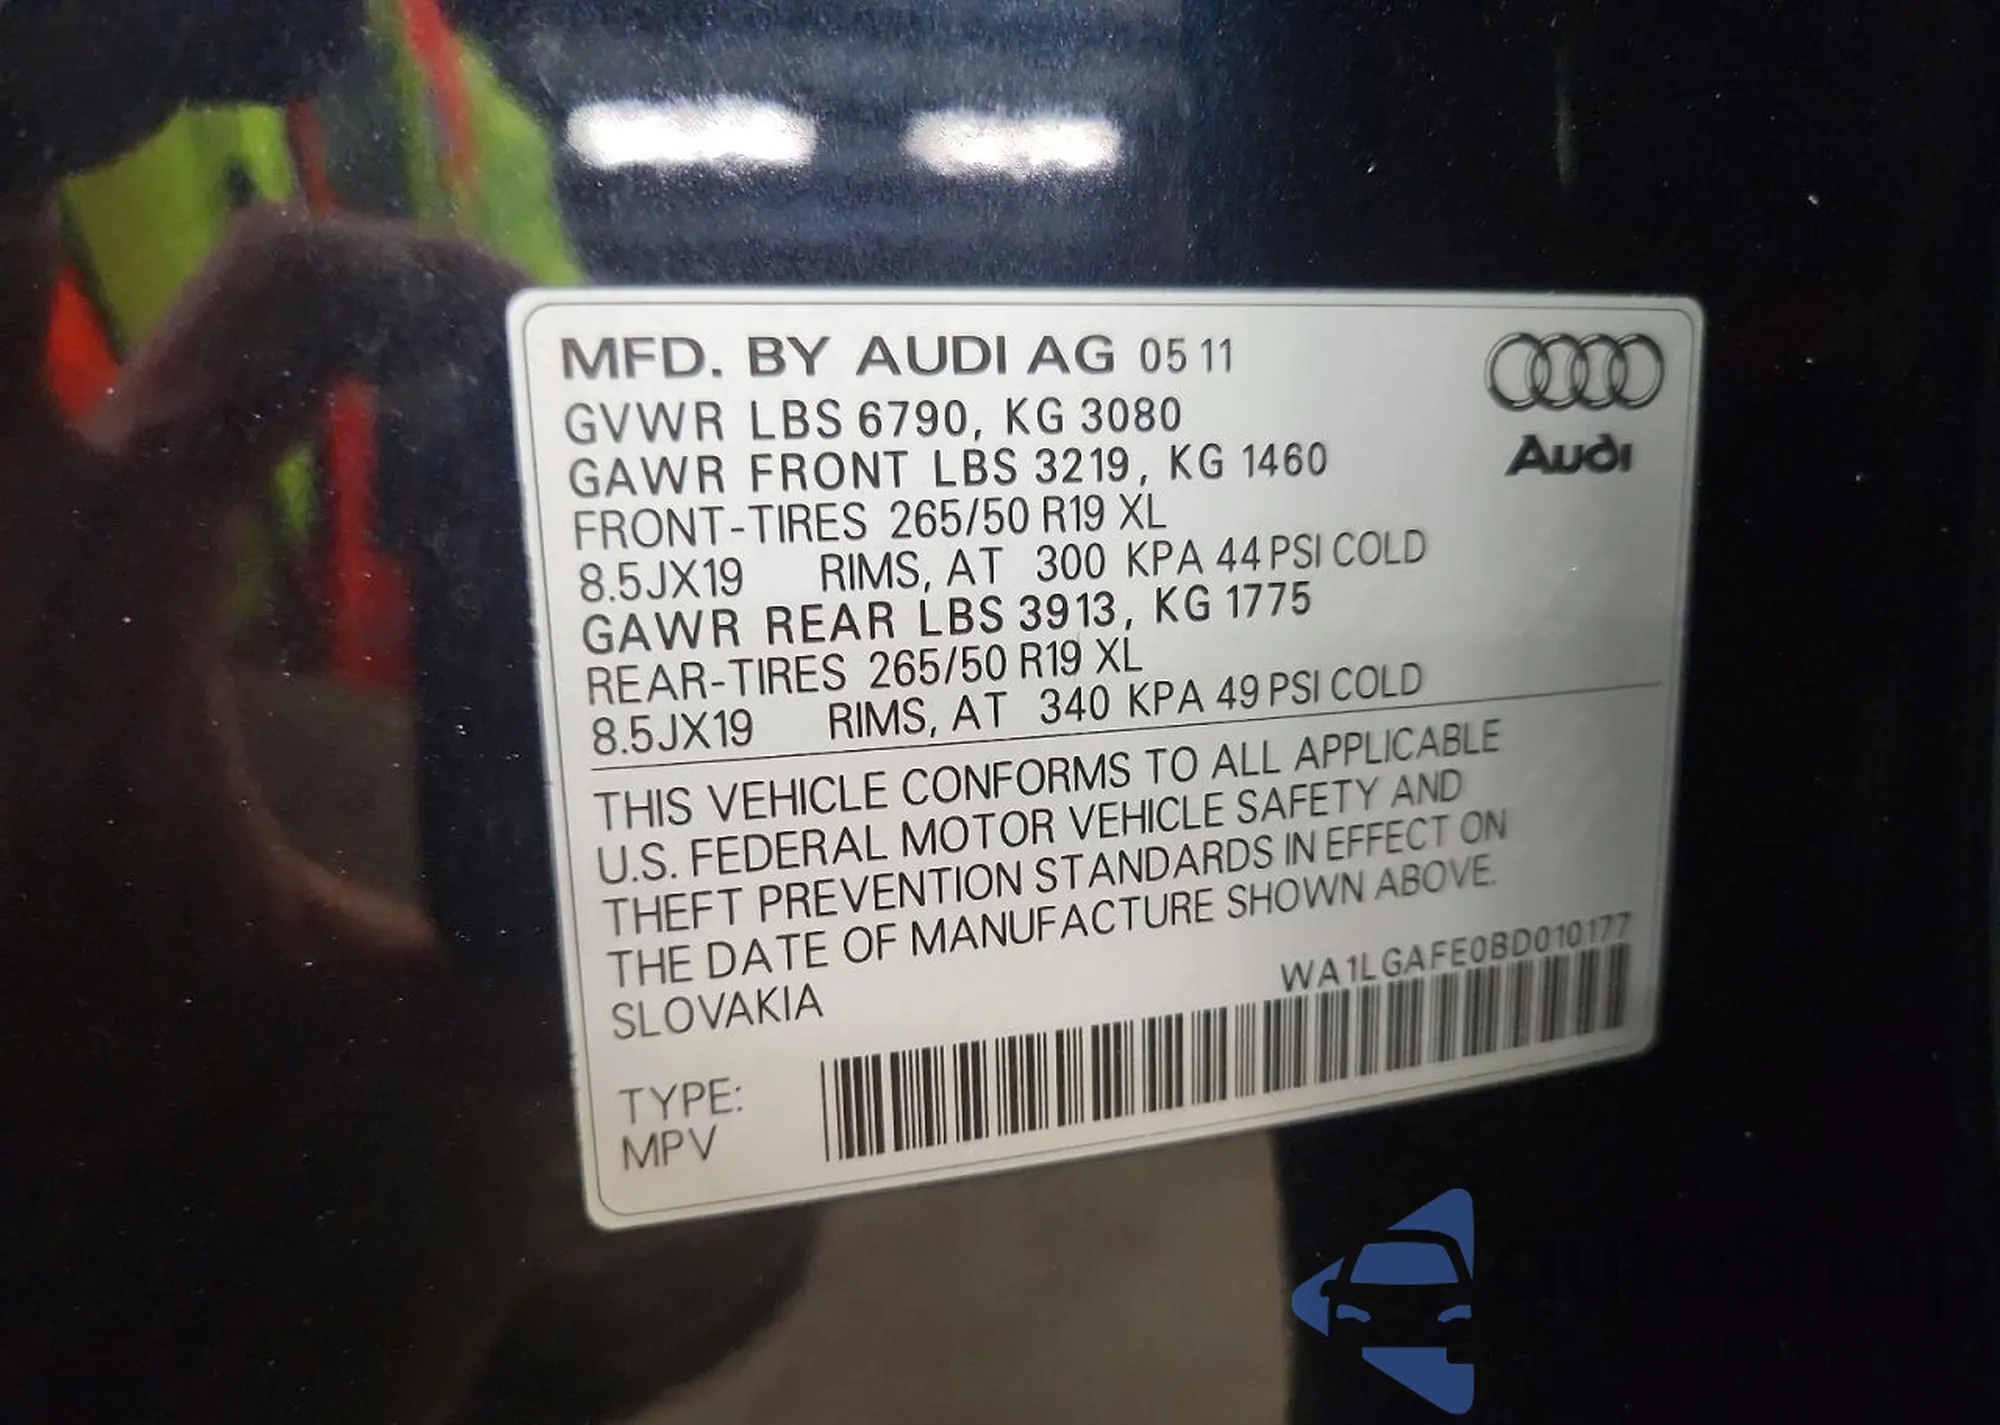 MFD. BY AUDI AG 05 11
GVWR LBS 6790, KG 3080
GAWR FRONT LBS 3219, KG 1460
FRONT-TIRES 265/50 R19 XL
8.5JX19 RIMS, AT 300 KPA 44 PSI COLD
GAWR REAR LBS 3913, KG 1775
REAR-TIRES 265/50 R19 XL
8.5JX19 RIMS, AT 340 KPA 49 PSI COLD
Audi
THIS VEHICLE CONFORMS TO ALL APPLICABLE
U.S. FEDERAL MOTOR VEHICLE SAFETY AND
THEFT PREVENTION STANDARDS IN EFFECT ON
THE DATE OF MANUFACTURE SHOWN ABOVE.
SLOVAKIA
WA1LGAFE0BD010177
TYPE:
MPV